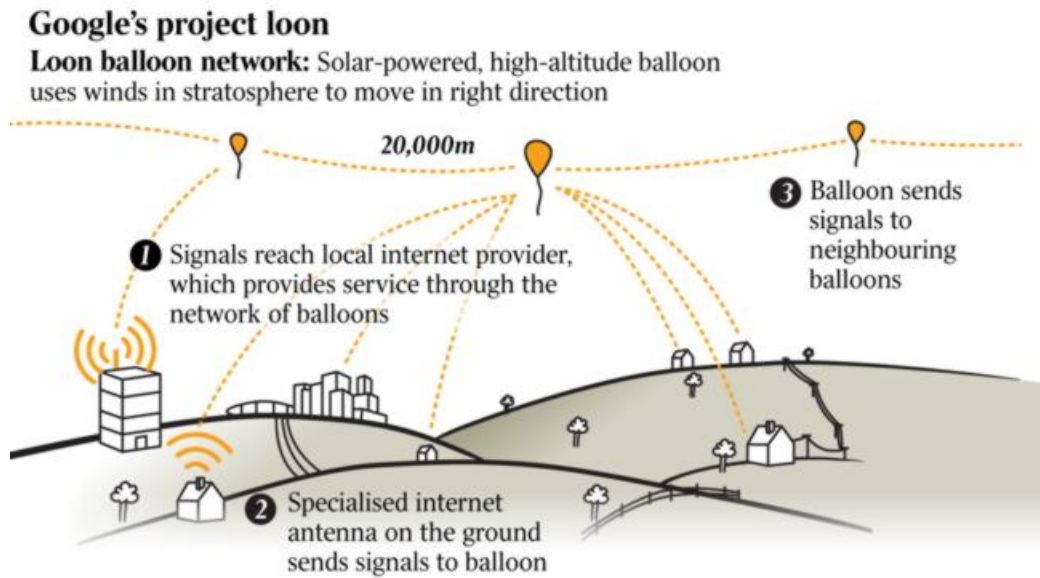 Google's project loon
Loon balloon network: Solar-powered, high-altitude balloon
uses winds in stratosphere to move in right direction
20,000m
3 Balloon sends
signals to
neighbouring
balloons
1 Signals reach local internet provider,
which provides service through the
network of balloons
2 Specialised internet
antenna on the ground
sends signals to balloon